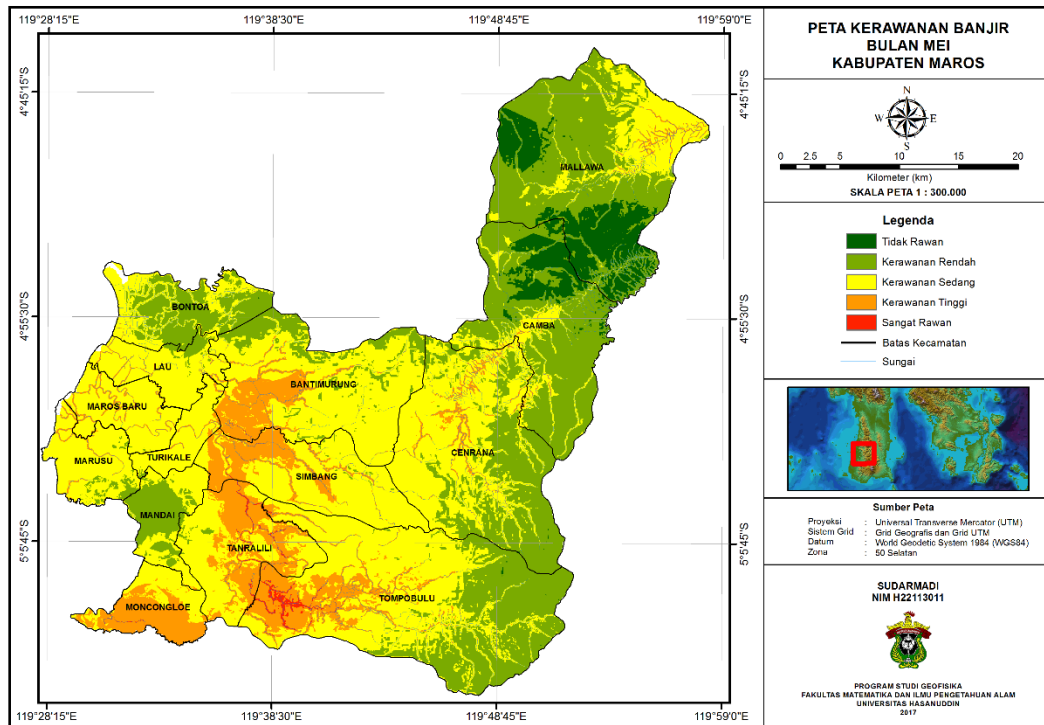 119°28'15"E 119°38'30"E 119°48'45"E 119°59'0"E
4°45'15"S 4°45'15"S
4°55'30"S 4°55'30"S
5°5'45"S 5°5'45"S
119°28'15"E 119°38'30"E 119°48'45"E 119°59'0"E
MALLAWA
BONTOA
CAMBA
LAU
BANTIMURUNG
MAROS BARU
CENRANA
MARUSU
TURIKALE
SIMBANG
MANDAI
TANRALILI
TOMPOBULU
MONCONGLOE
PETA KERAWANAN BANJIR
BULAN MEI
KABUPATEN MAROS
N
W E
S
0 2.5 5 10 15 20
Kilometer (km)
SKALA PETA 1 : 300.000
Legenda
Tidak Rawan
Kerawanan Rendah
Kerawanan Sedang
Kerawanan Tinggi
Sangat Rawan
Batas Kecamatan
Sungai
Sumber Peta
Proyeksi : Universal Transverse Mercator (UTM)
Sistem Grid : Grid Geografis dan Grid UTM
Datum : World Geodetic System 1984 (WGS84)
Zona : 50 Selatan
SUDARMADI
NIM H22113011
PROGRAM STUDI GEOFISIKA
FAKULTAS MATEMATIKA DAN ILMU PENGETAHUAN ALAM
UNIVERSITAS HASANUDDIN
2017